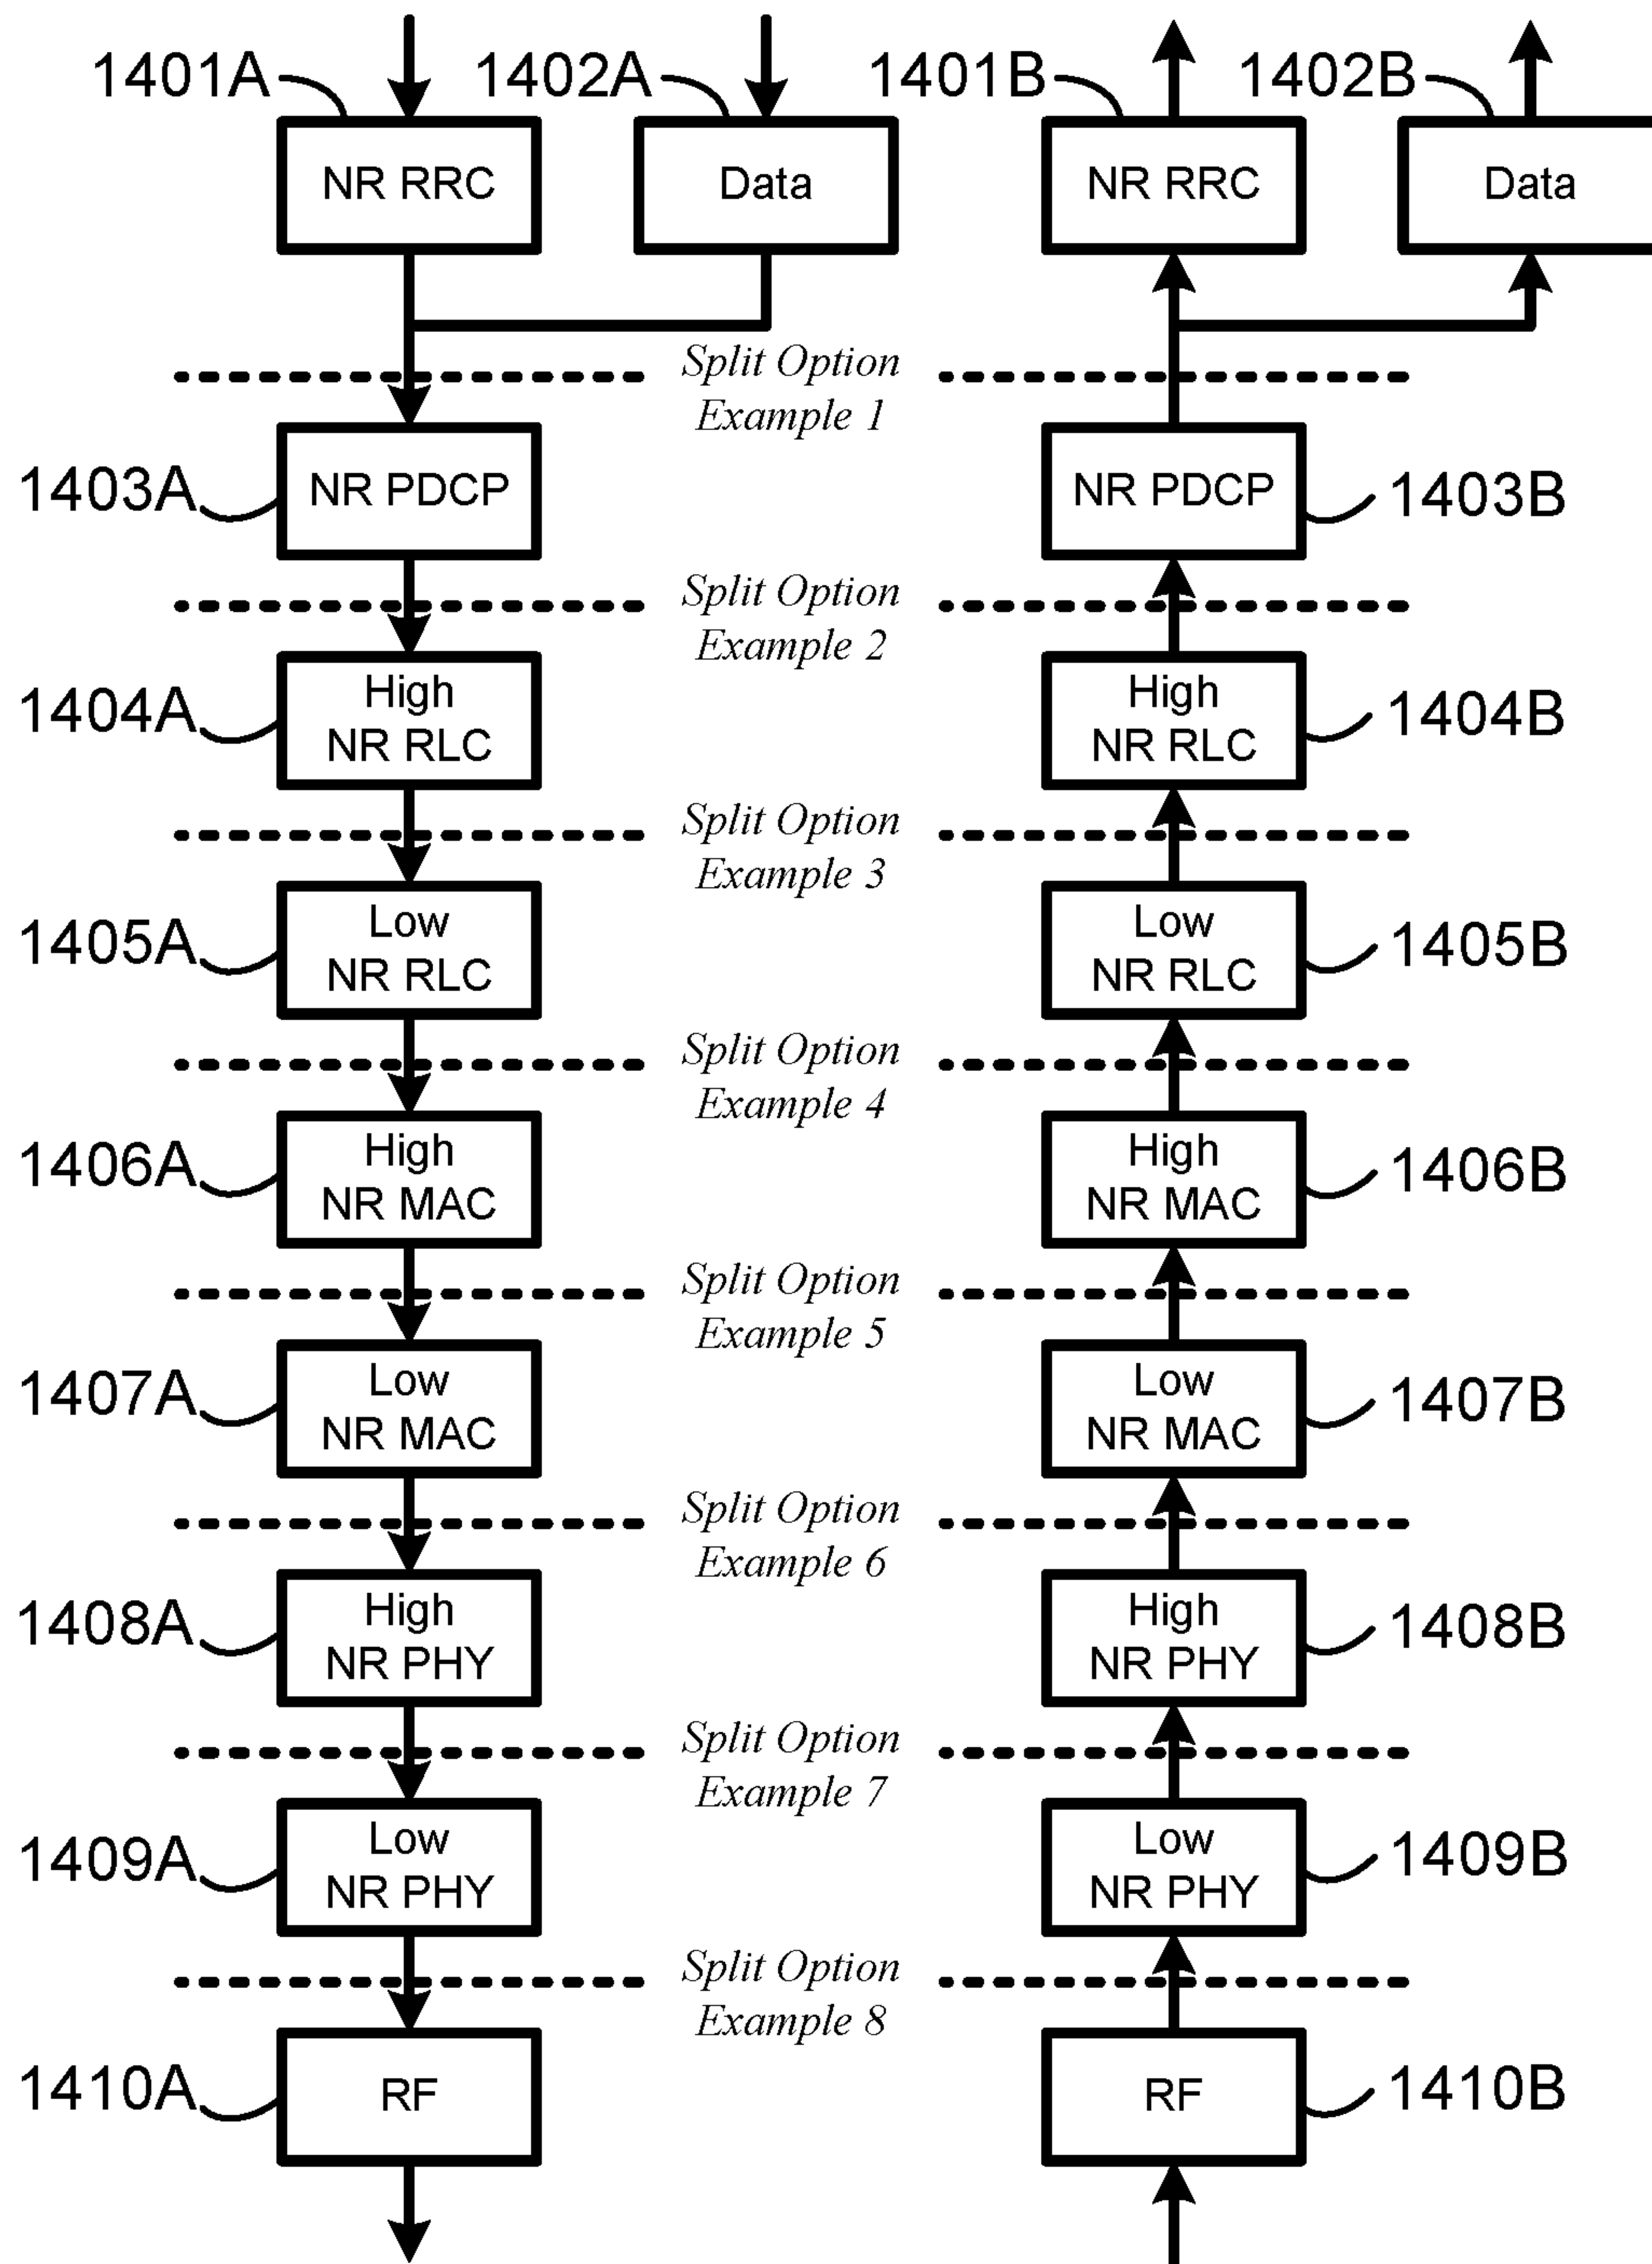 1401A 1402A 1401B 1402B
NR RRC Data NR RRC Data
Split Option
Example 1
1403A NR PDCP NR PDCP 1403B
Split Option
Example 2
1404A High NR RLC High NR RLC 1404B
Split Option
Example 3
1405A Low NR RLC Low NR RLC 1405B
Split Option
Example 4
1406A High NR MAC High NR MAC 1406B
Split Option
Example 5
1407A Low NR MAC Low NR MAC 1407B
Split Option
Example 6
1408A High NR PHY High NR PHY 1408B
Split Option
Example 7
1409A Low NR PHY Low NR PHY 1409B
Split Option
Example 8
1410A RF RF 1410B